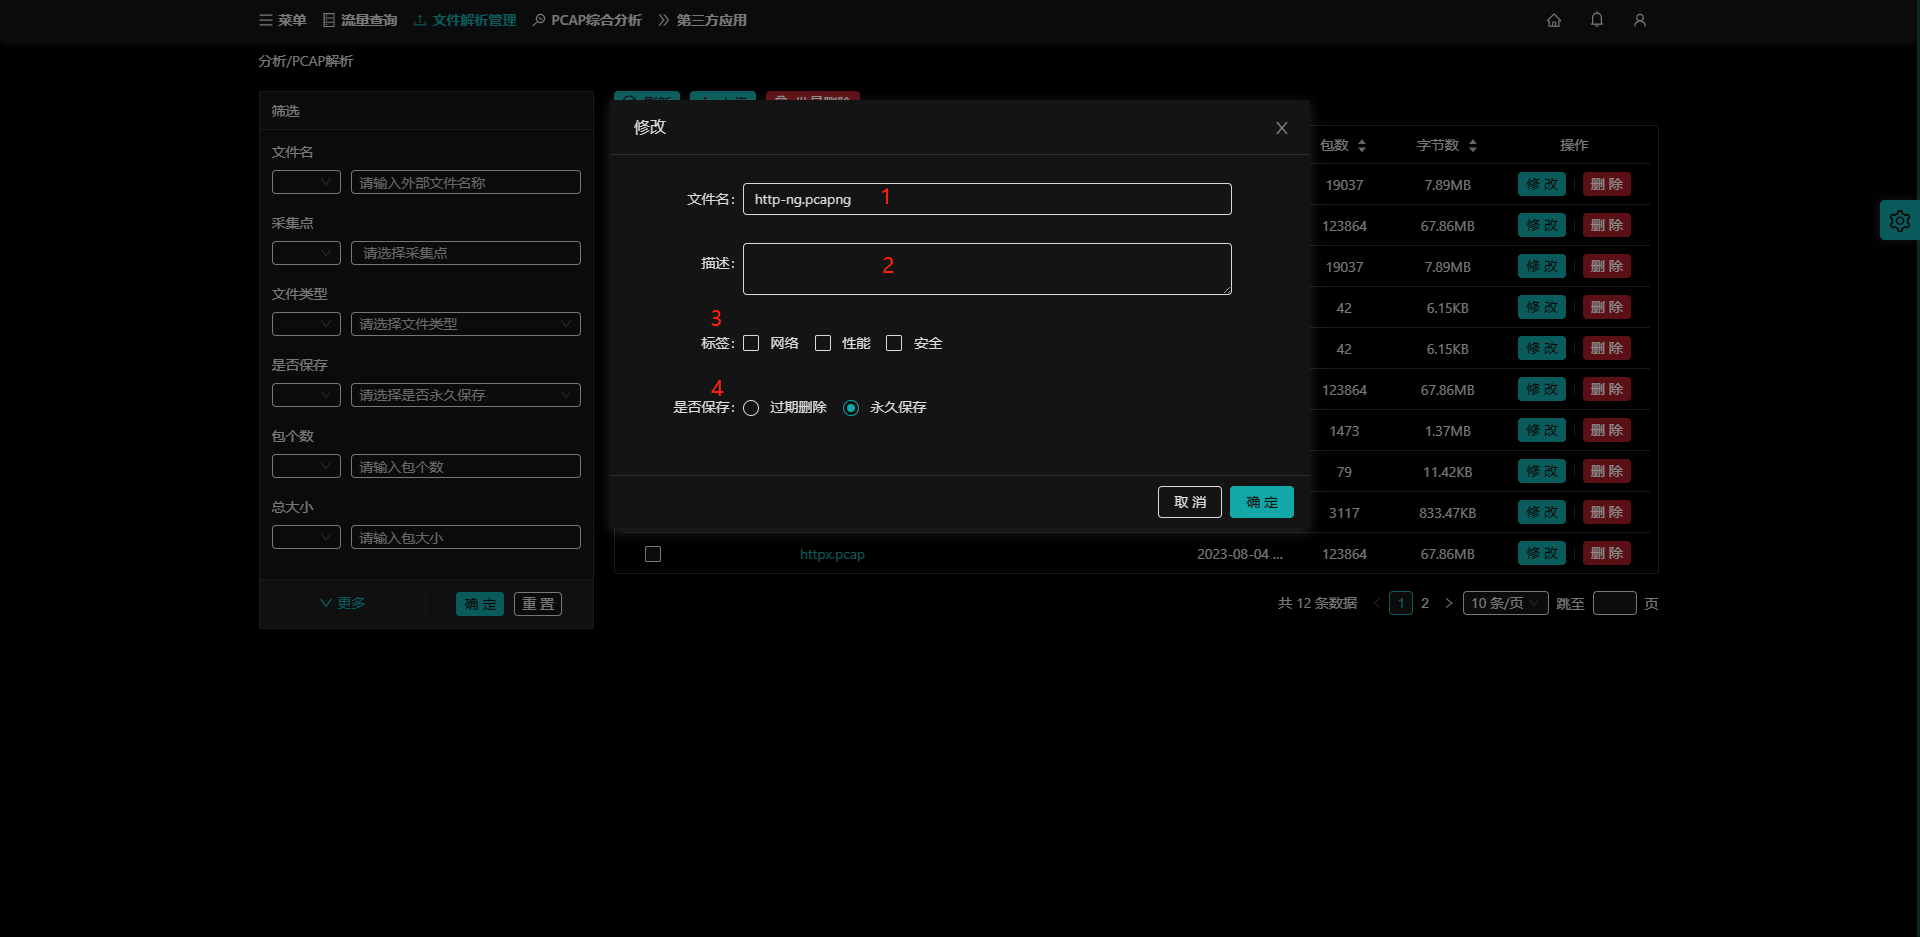 菜单 流量查询 文件解析管理 PCAP综合分析 第三方应用
分析/PCAP解析
筛选
文件名
请输入外部文件名称
采集点
请选择采集点
文件类型
请选择文件类型
是否保存
请选择是否永久保存
包个数
请输入包个数
总大小
请输入包大小
更多 确 定 重 置
修改
文件名: http-ng.pcapng 1
描述: 2
3
标签: 网络 性能 安全
4
是否保存: 过期删除 永久保存
取 消 确 定
包数 字节数 操作
19037 7.89MB 修 改 删 除
123864 67.86MB 修 改 删 除
19037 7.89MB 修 改 删 除
42 6.15KB 修 改 删 除
42 6.15KB 修 改 删 除
123864 67.86MB 修 改 删 除
1473 1.37MB 修 改 删 除
79 11.42KB 修 改 删 除
3117 833.47KB 修 改 删 除
httpx.pcap 2023-08-04 ... 123864 67.86MB 修 改 删 除
共 12 条数据 < 1 2 > 10 条/页 跳至 页